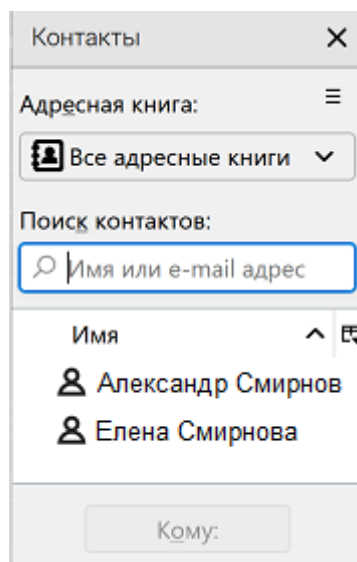 Контакты
Адресная книга:
Все адресные книги
Поиск контактов:
Имя или e-mail адрес
Имя
Александр Смирнов
Елена Смирнова
Кому: